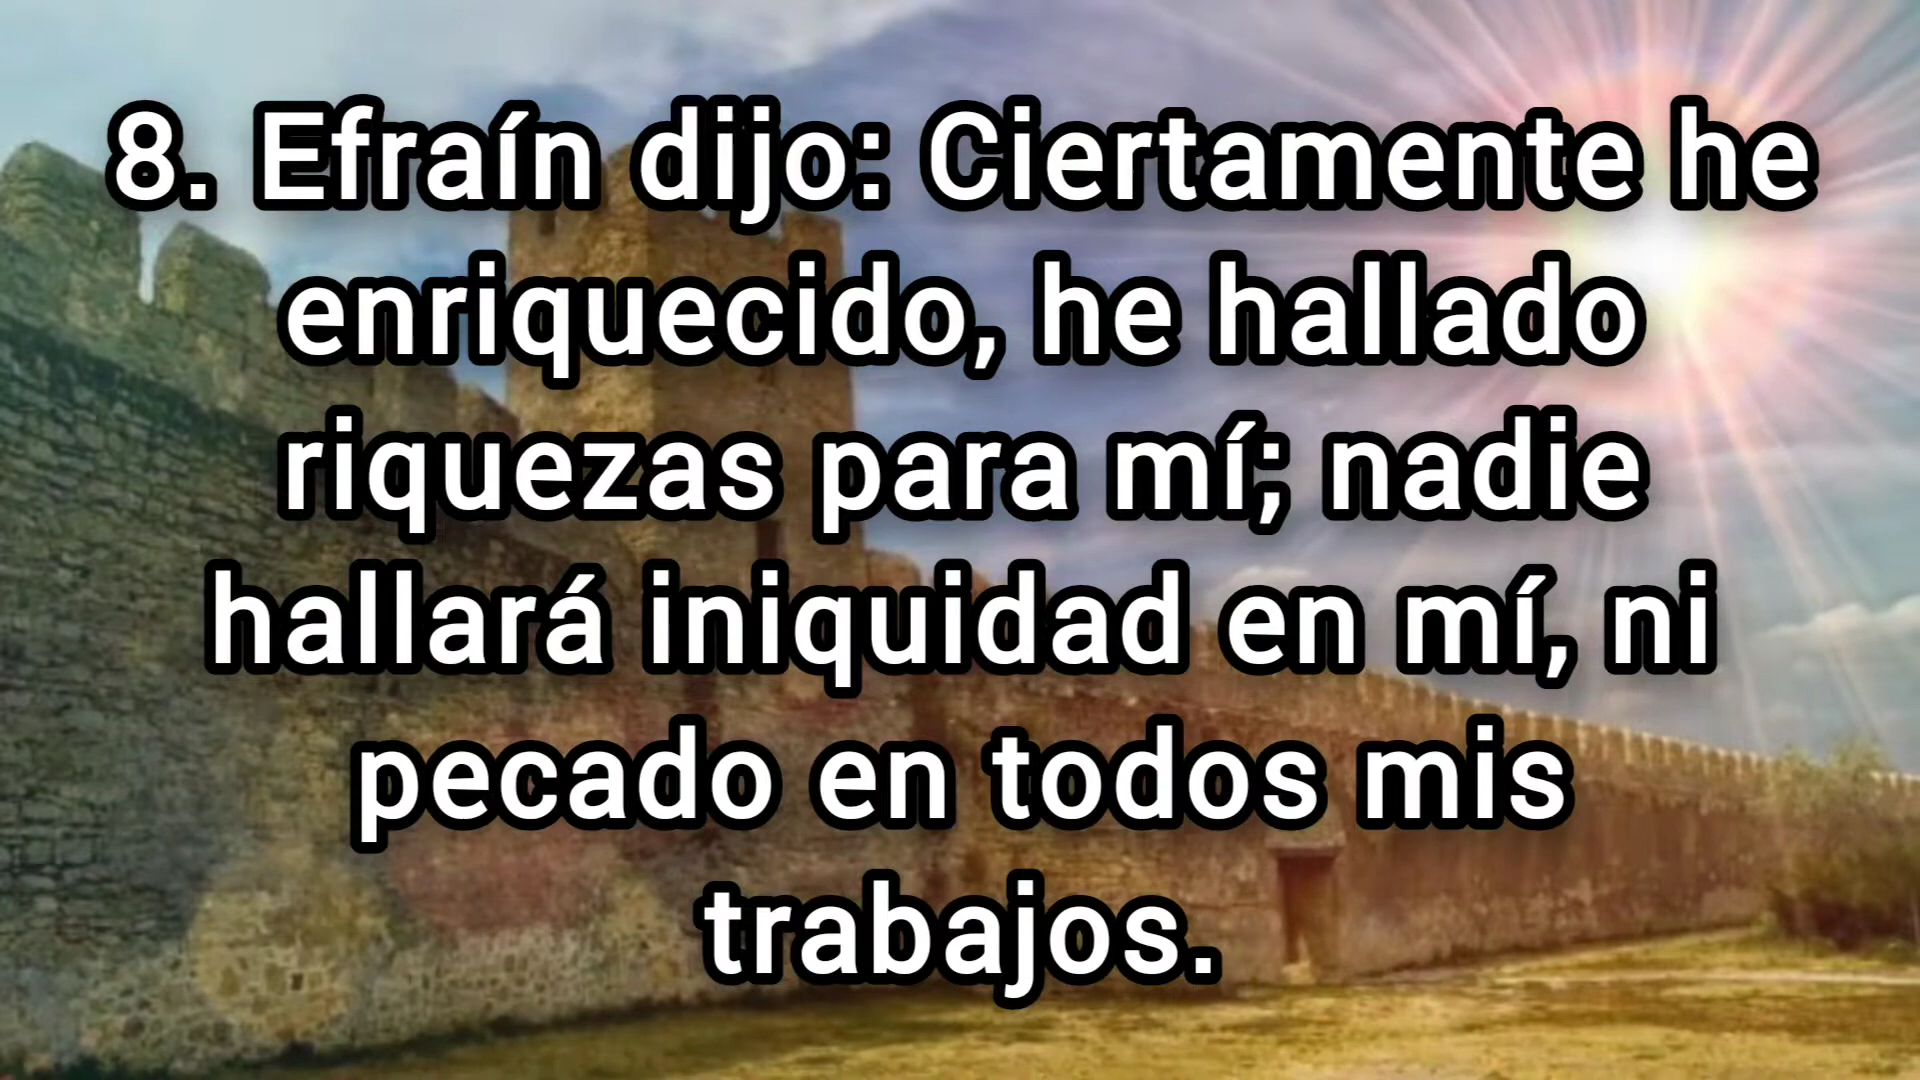 8. Efraín dijo: Ciertamente he
enriquecido, he hallado
riquezas para mí; nadie
hallará iniquidad en mí, ni
pecado en todos mis
trabajos.